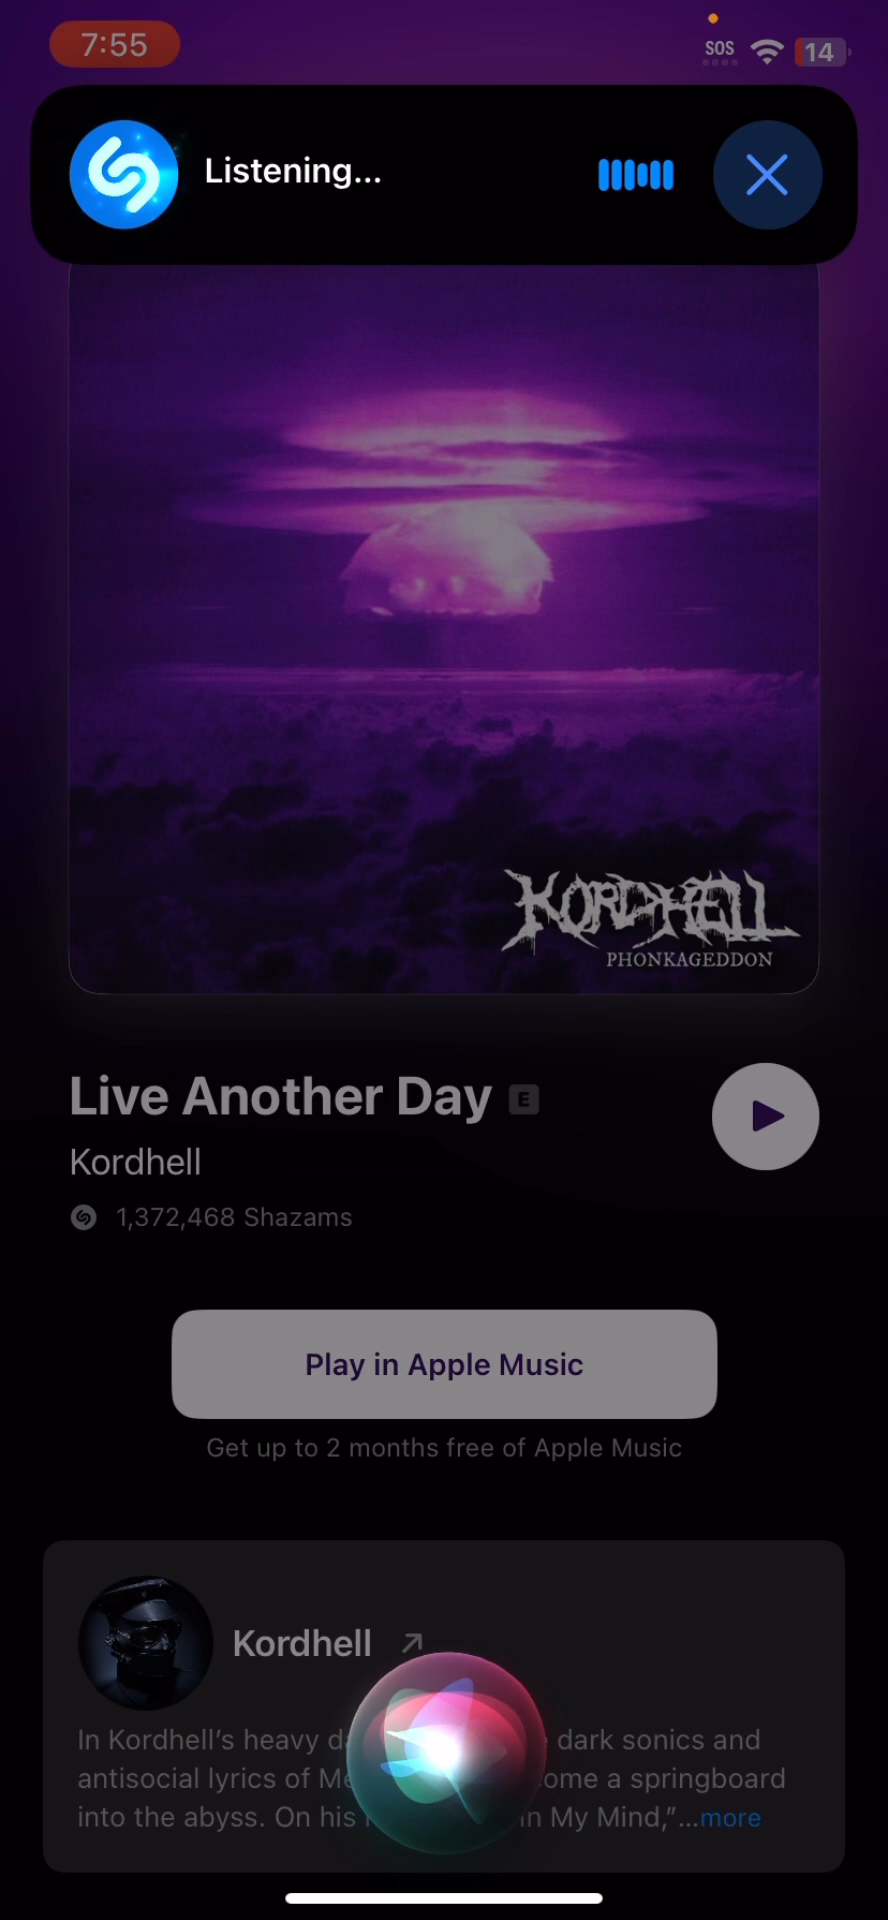 7:55
SOS
14
Listening...
KORDHELL
PHONKAGEDDON
Live Another Day E
Kordhell
1,372,468 Shazams
Play in Apple Music
Get up to 2 months free of Apple Music
Kordhell
In Kordhell’s heavy dark sonics and
antisocial lyrics of a springboard
into the abyss. On his My Mind,”...more